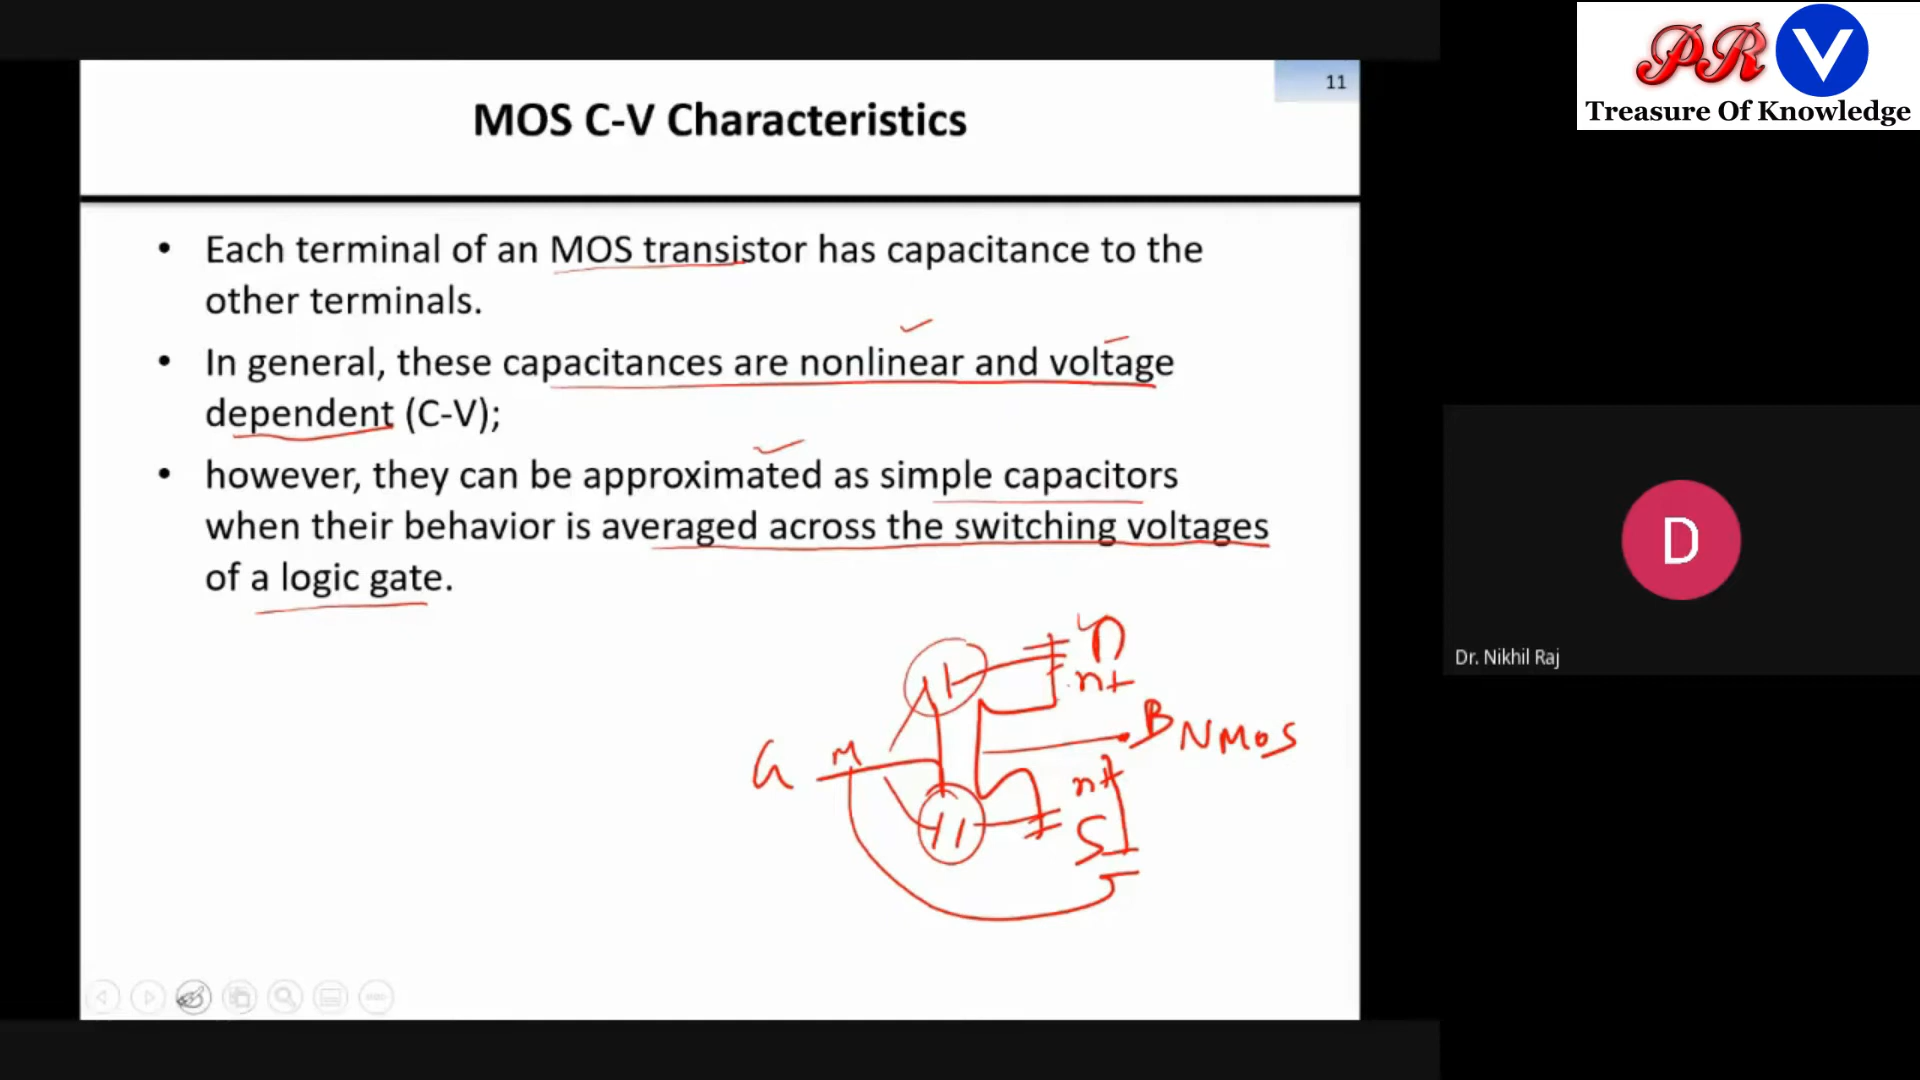 PR V
Treasure Of Knowledge
11
MOS C-V Characteristics
• Each terminal of an MOS transistor has capacitance to the
other terminals.
• In general, these capacitances are nonlinear and voltage
dependent (C-V);
• however, they can be approximated as simple capacitors
when their behavior is averaged across the switching voltages
of a logic gate.
D
n+
B NMOS
G M
n+
S
D
Dr. Nikhil Raj